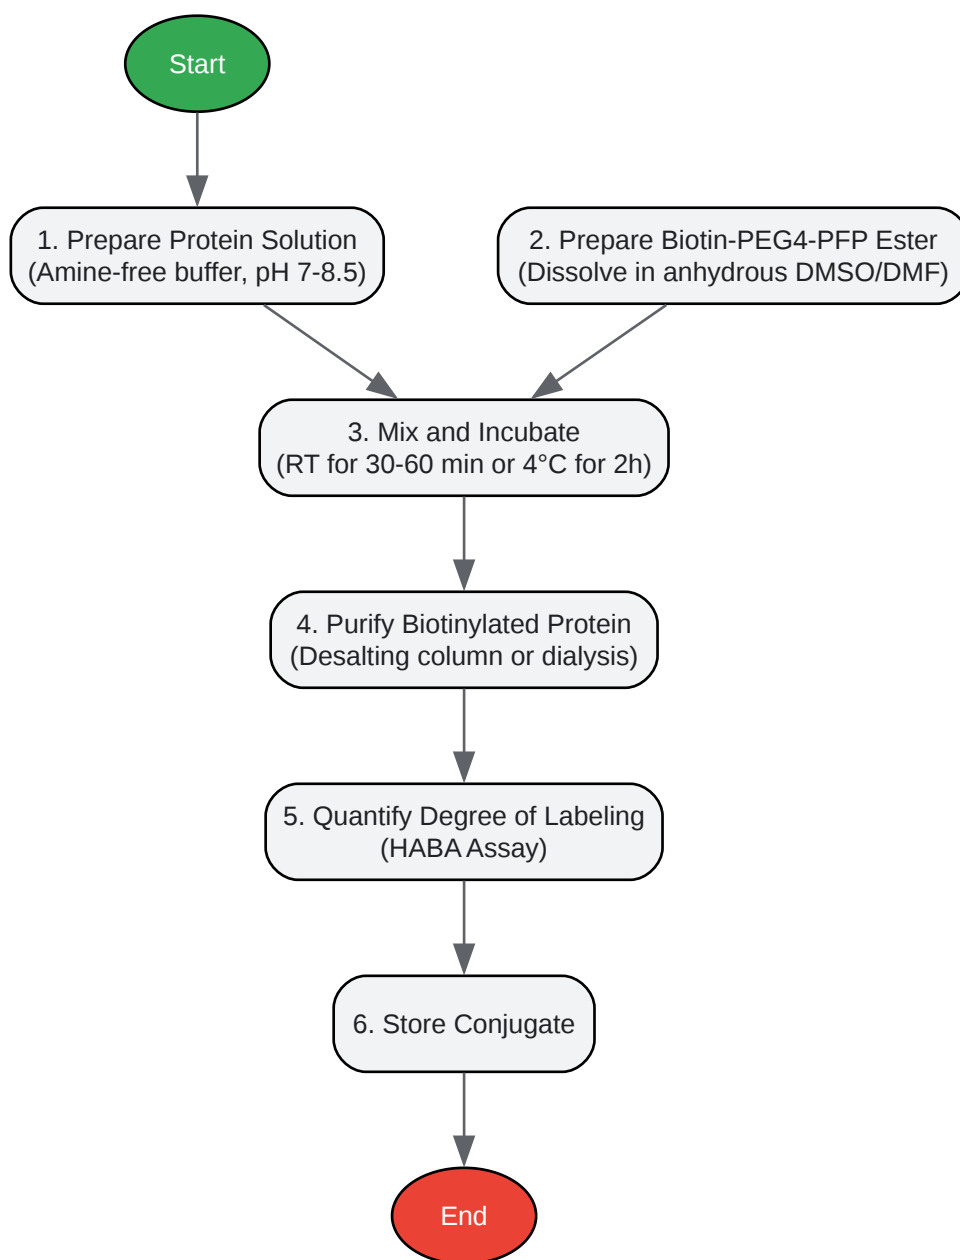 Start
1. Prepare Protein Solution
(Amine-free buffer, pH 7-8.5)
2. Prepare Biotin-PEG4-PFP Ester
(Dissolve in anhydrous DMSO/DMF)
3. Mix and Incubate
(RT for 30-60 min or 4°C for 2h)
4. Purify Biotinylated Protein
(Desalting column or dialysis)
5. Quantify Degree of Labeling
(HABA Assay)
6. Store Conjugate
End